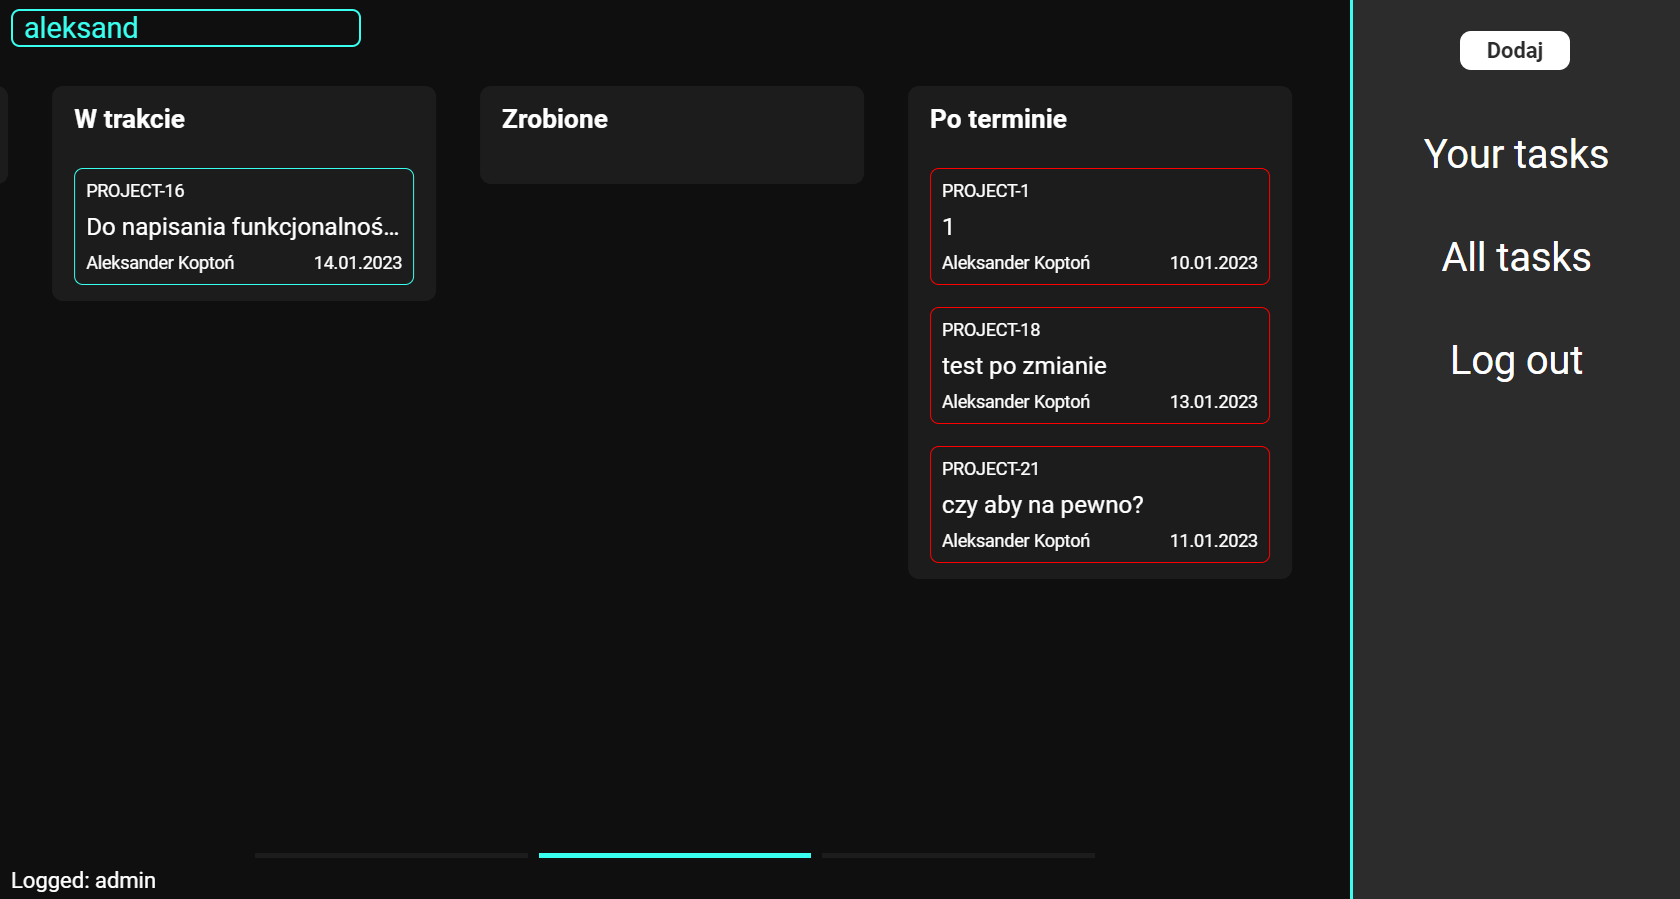 aleksand
W trakcie
PROJECT-16
Do napisania funkcjonalnoś...
Aleksander Koptoń 14.01.2023
Zrobione
Po terminie
PROJECT-1
1
Aleksander Koptoń 10.01.2023
PROJECT-18
test po zmianie
Aleksander Koptoń 13.01.2023
PROJECT-21
czy aby na pewno?
Aleksander Koptoń 11.01.2023
Dodaj
Your tasks
All tasks
Log out
Logged: admin